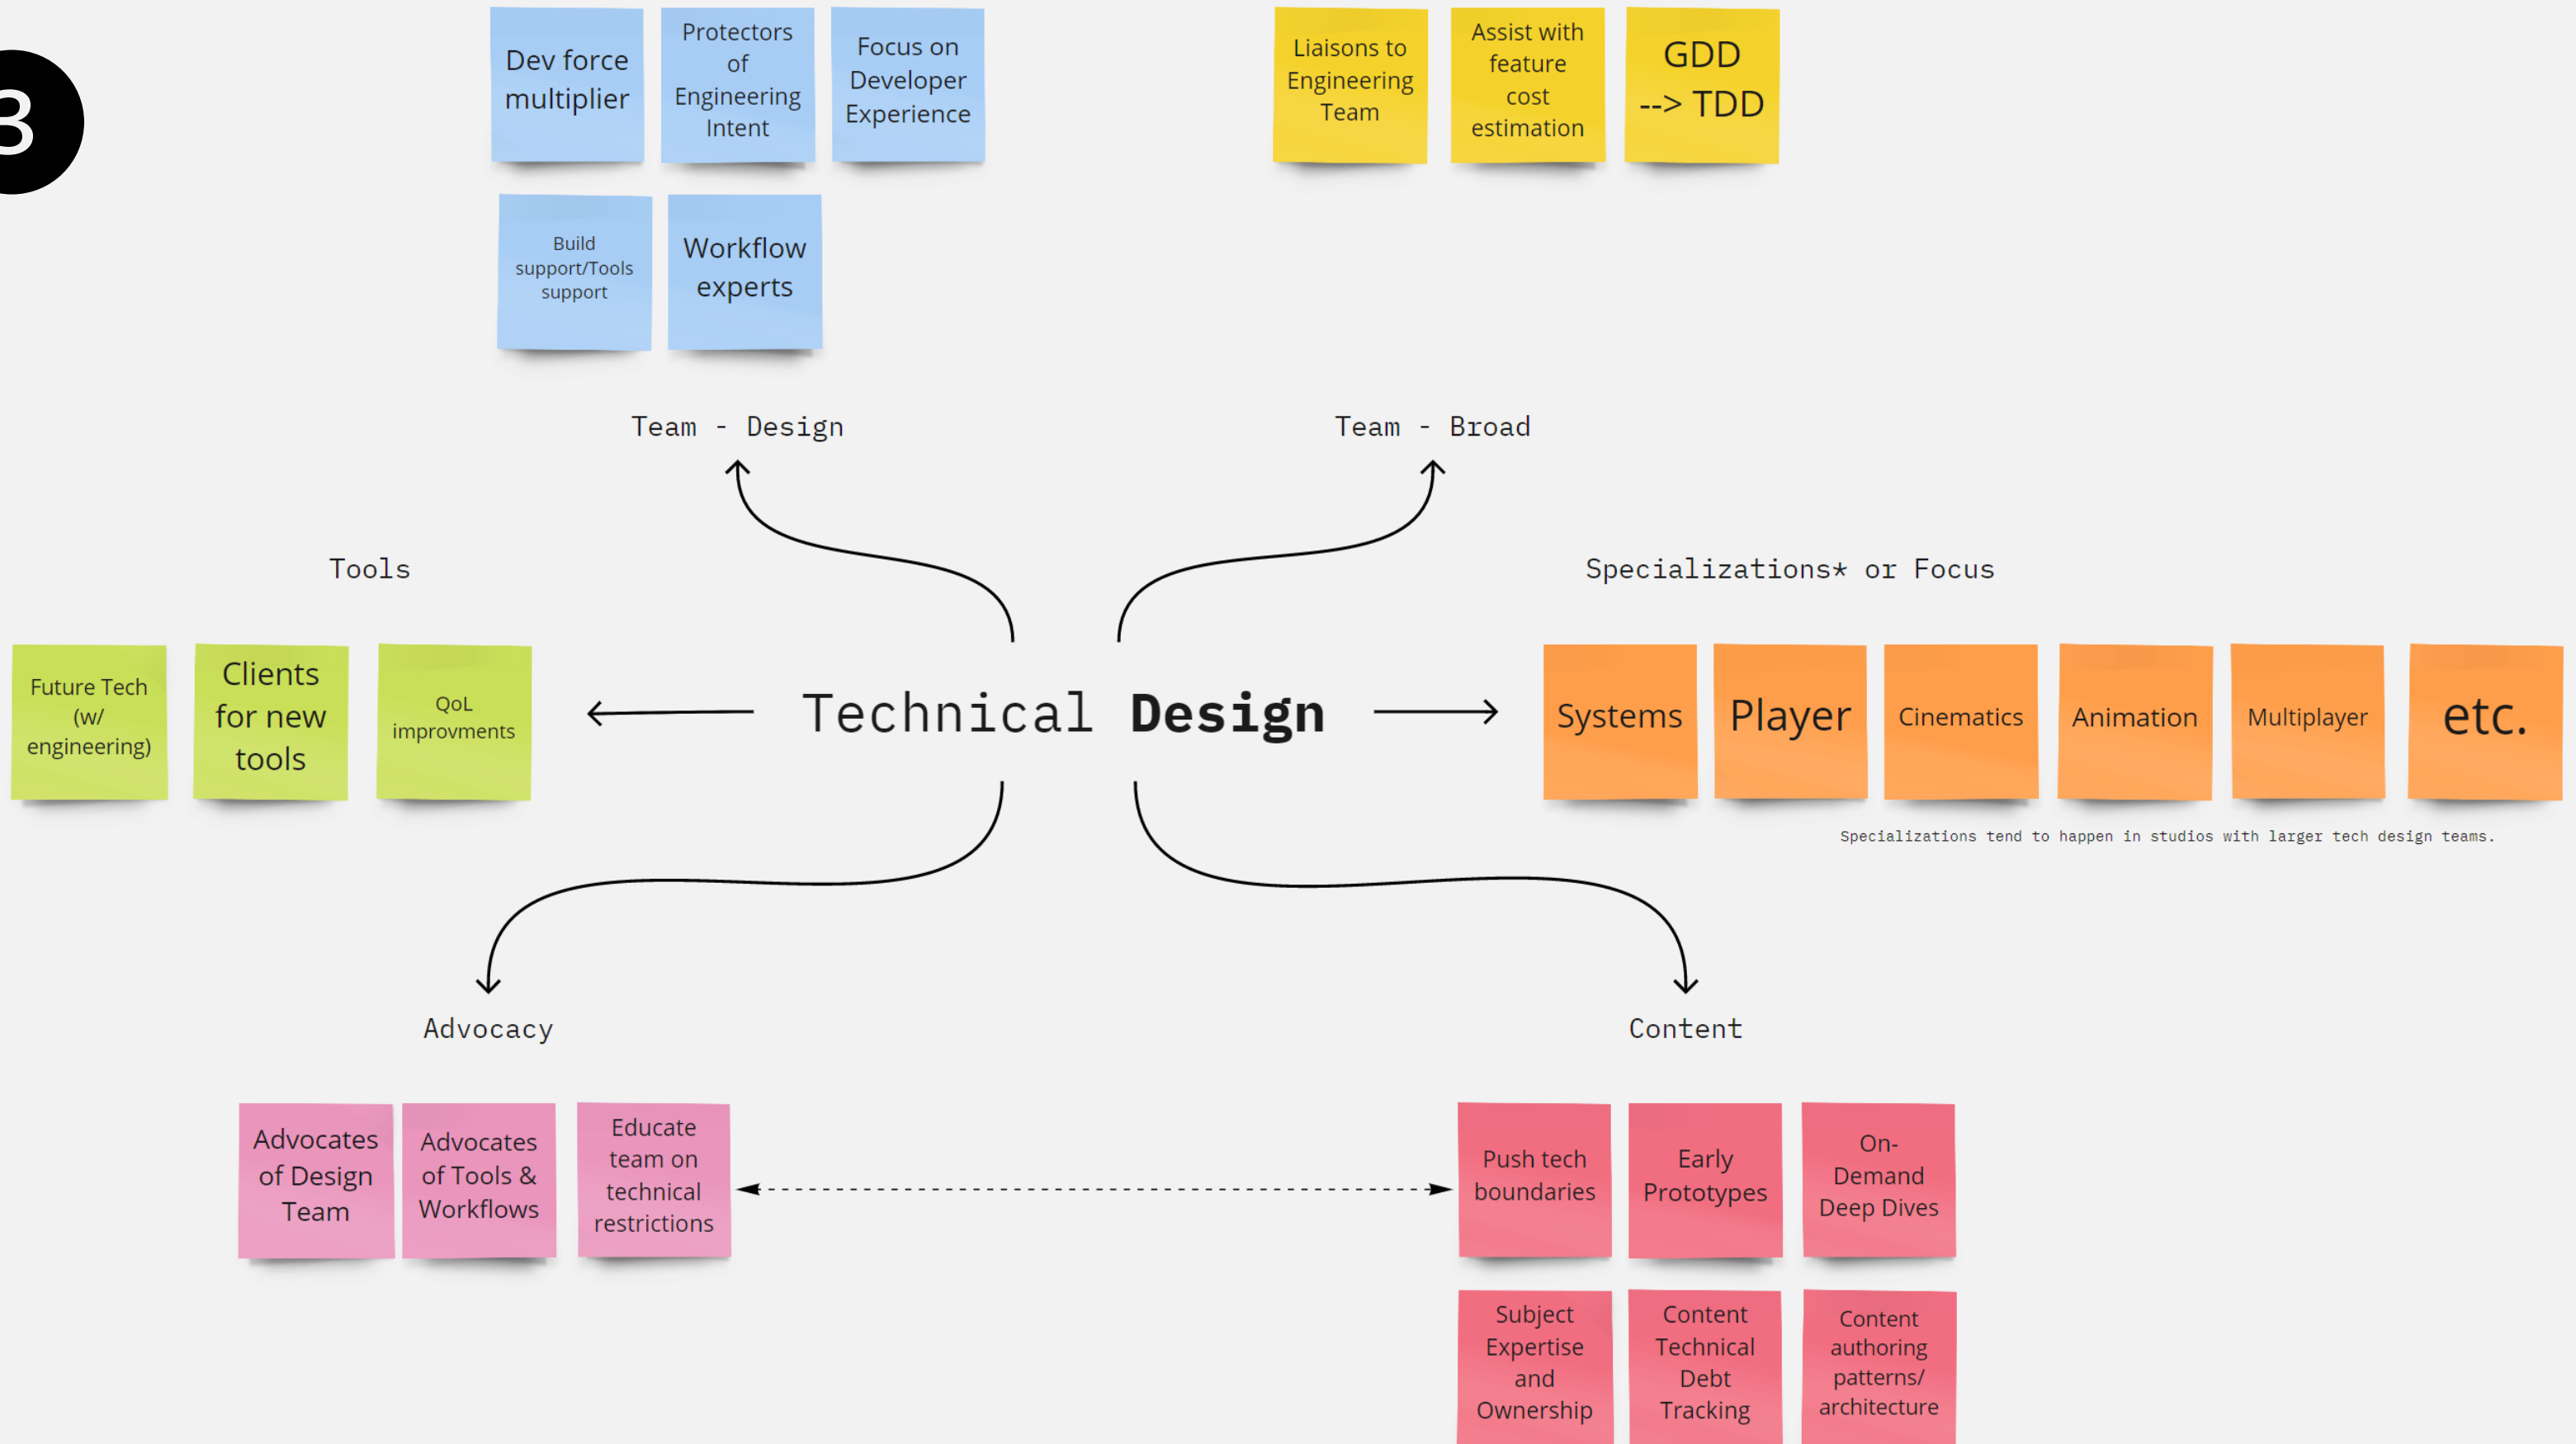 3
Dev force
multiplier
Protectors
of
Engineering
Intent
Focus on
Developer
Experience
Build
support/Tools
support
Workflow
experts
Team - Design
Liaisons to
Engineering
Team
Assist with
feature
cost
estimation
GDD
--> TDD
Team - Broad
Tools
Future Tech
(w/
engineering)
Clients
for new
tools
QoL
improvments
Technical Design
Specializations* or Focus
Systems
Player
Cinematics
Animation
Multiplayer
etc.
Specializations tend to happen in studios with larger tech design teams.
Advocacy
Advocates
of Design
Team
Advocates
of Tools &
Workflows
Educate
team on
technical
restrictions
Content
Push tech
boundaries
Early
Prototypes
On-
Demand
Deep Dives
Subject
Expertise
and
Ownership
Content
Technical
Debt
Tracking
Content
authoring
patterns/
architecture